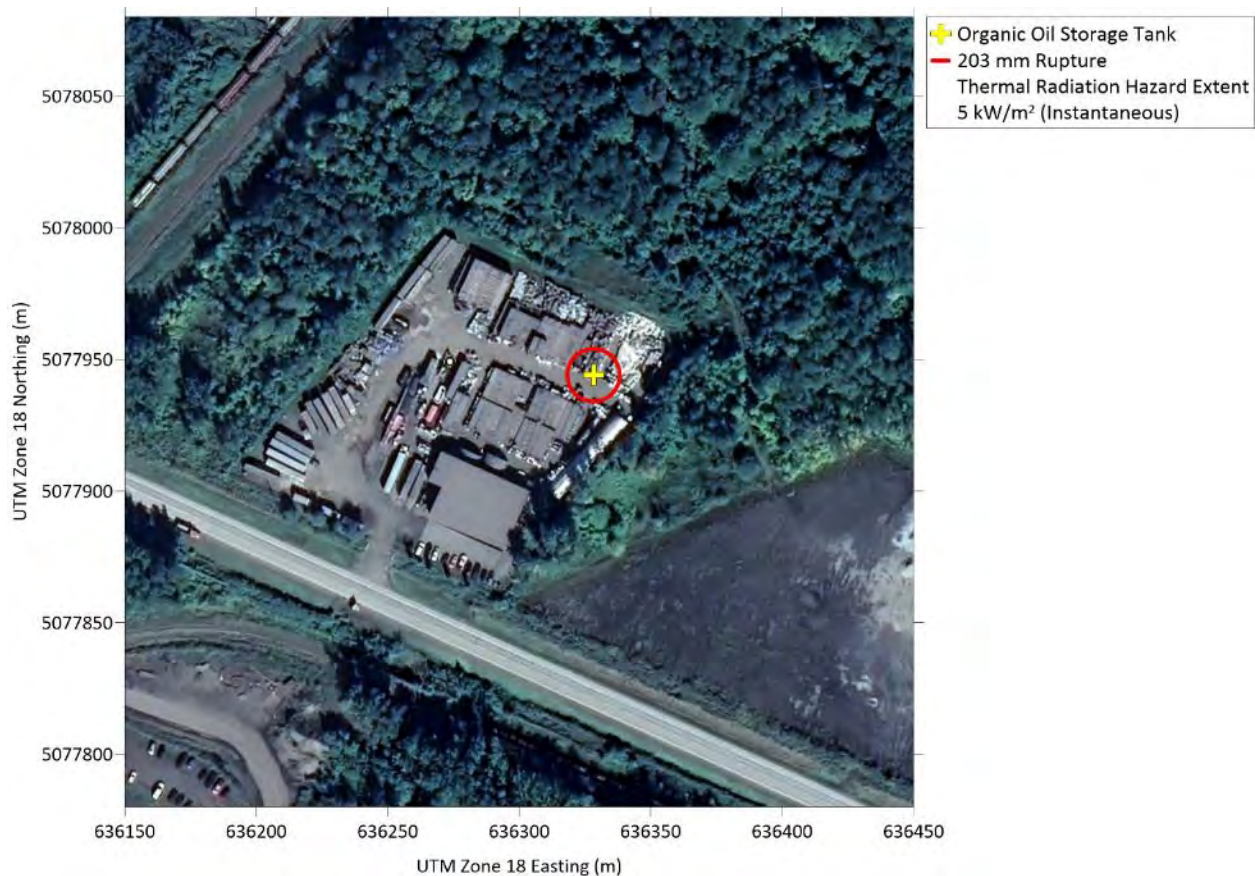 Organic Oil Storage Tank
203 mm Rupture
Thermal Radiation Hazard Extent
5 kW/m² (Instantaneous)
5078050
5078000
5077950
5077900
5077850
5077800
UTM Zone 18 Northing (m)
636150 636200 636250 636300 636350 636400 636450
UTM Zone 18 Easting (m)